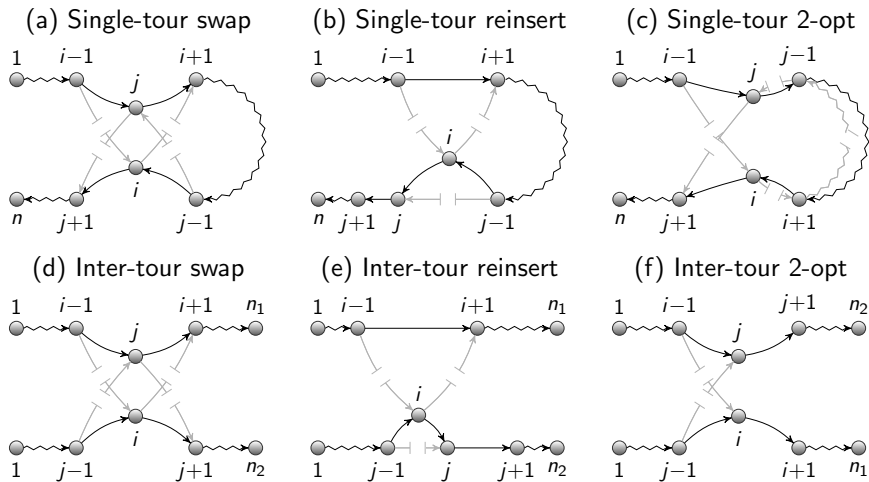 (a) Single-tour swap (b) Single-tour reinsert (c) Single-tour 2-opt
1 i−1 j i+1 1 i−1 i+1 1 i−1 j j−1
i i i
n j+1 j−1 n j+1 j j−1 n j+1 i+1
(d) Inter-tour swap (e) Inter-tour reinsert (f) Inter-tour 2-opt
1 i−1 j i+1 n₁ 1 i−1 i+1 n₁ 1 i−1 j j+1 n₂
i i i
1 j−1 j+1 n₂ 1 j−1 j j+1 n₂ 1 j−1 i+1 n₁